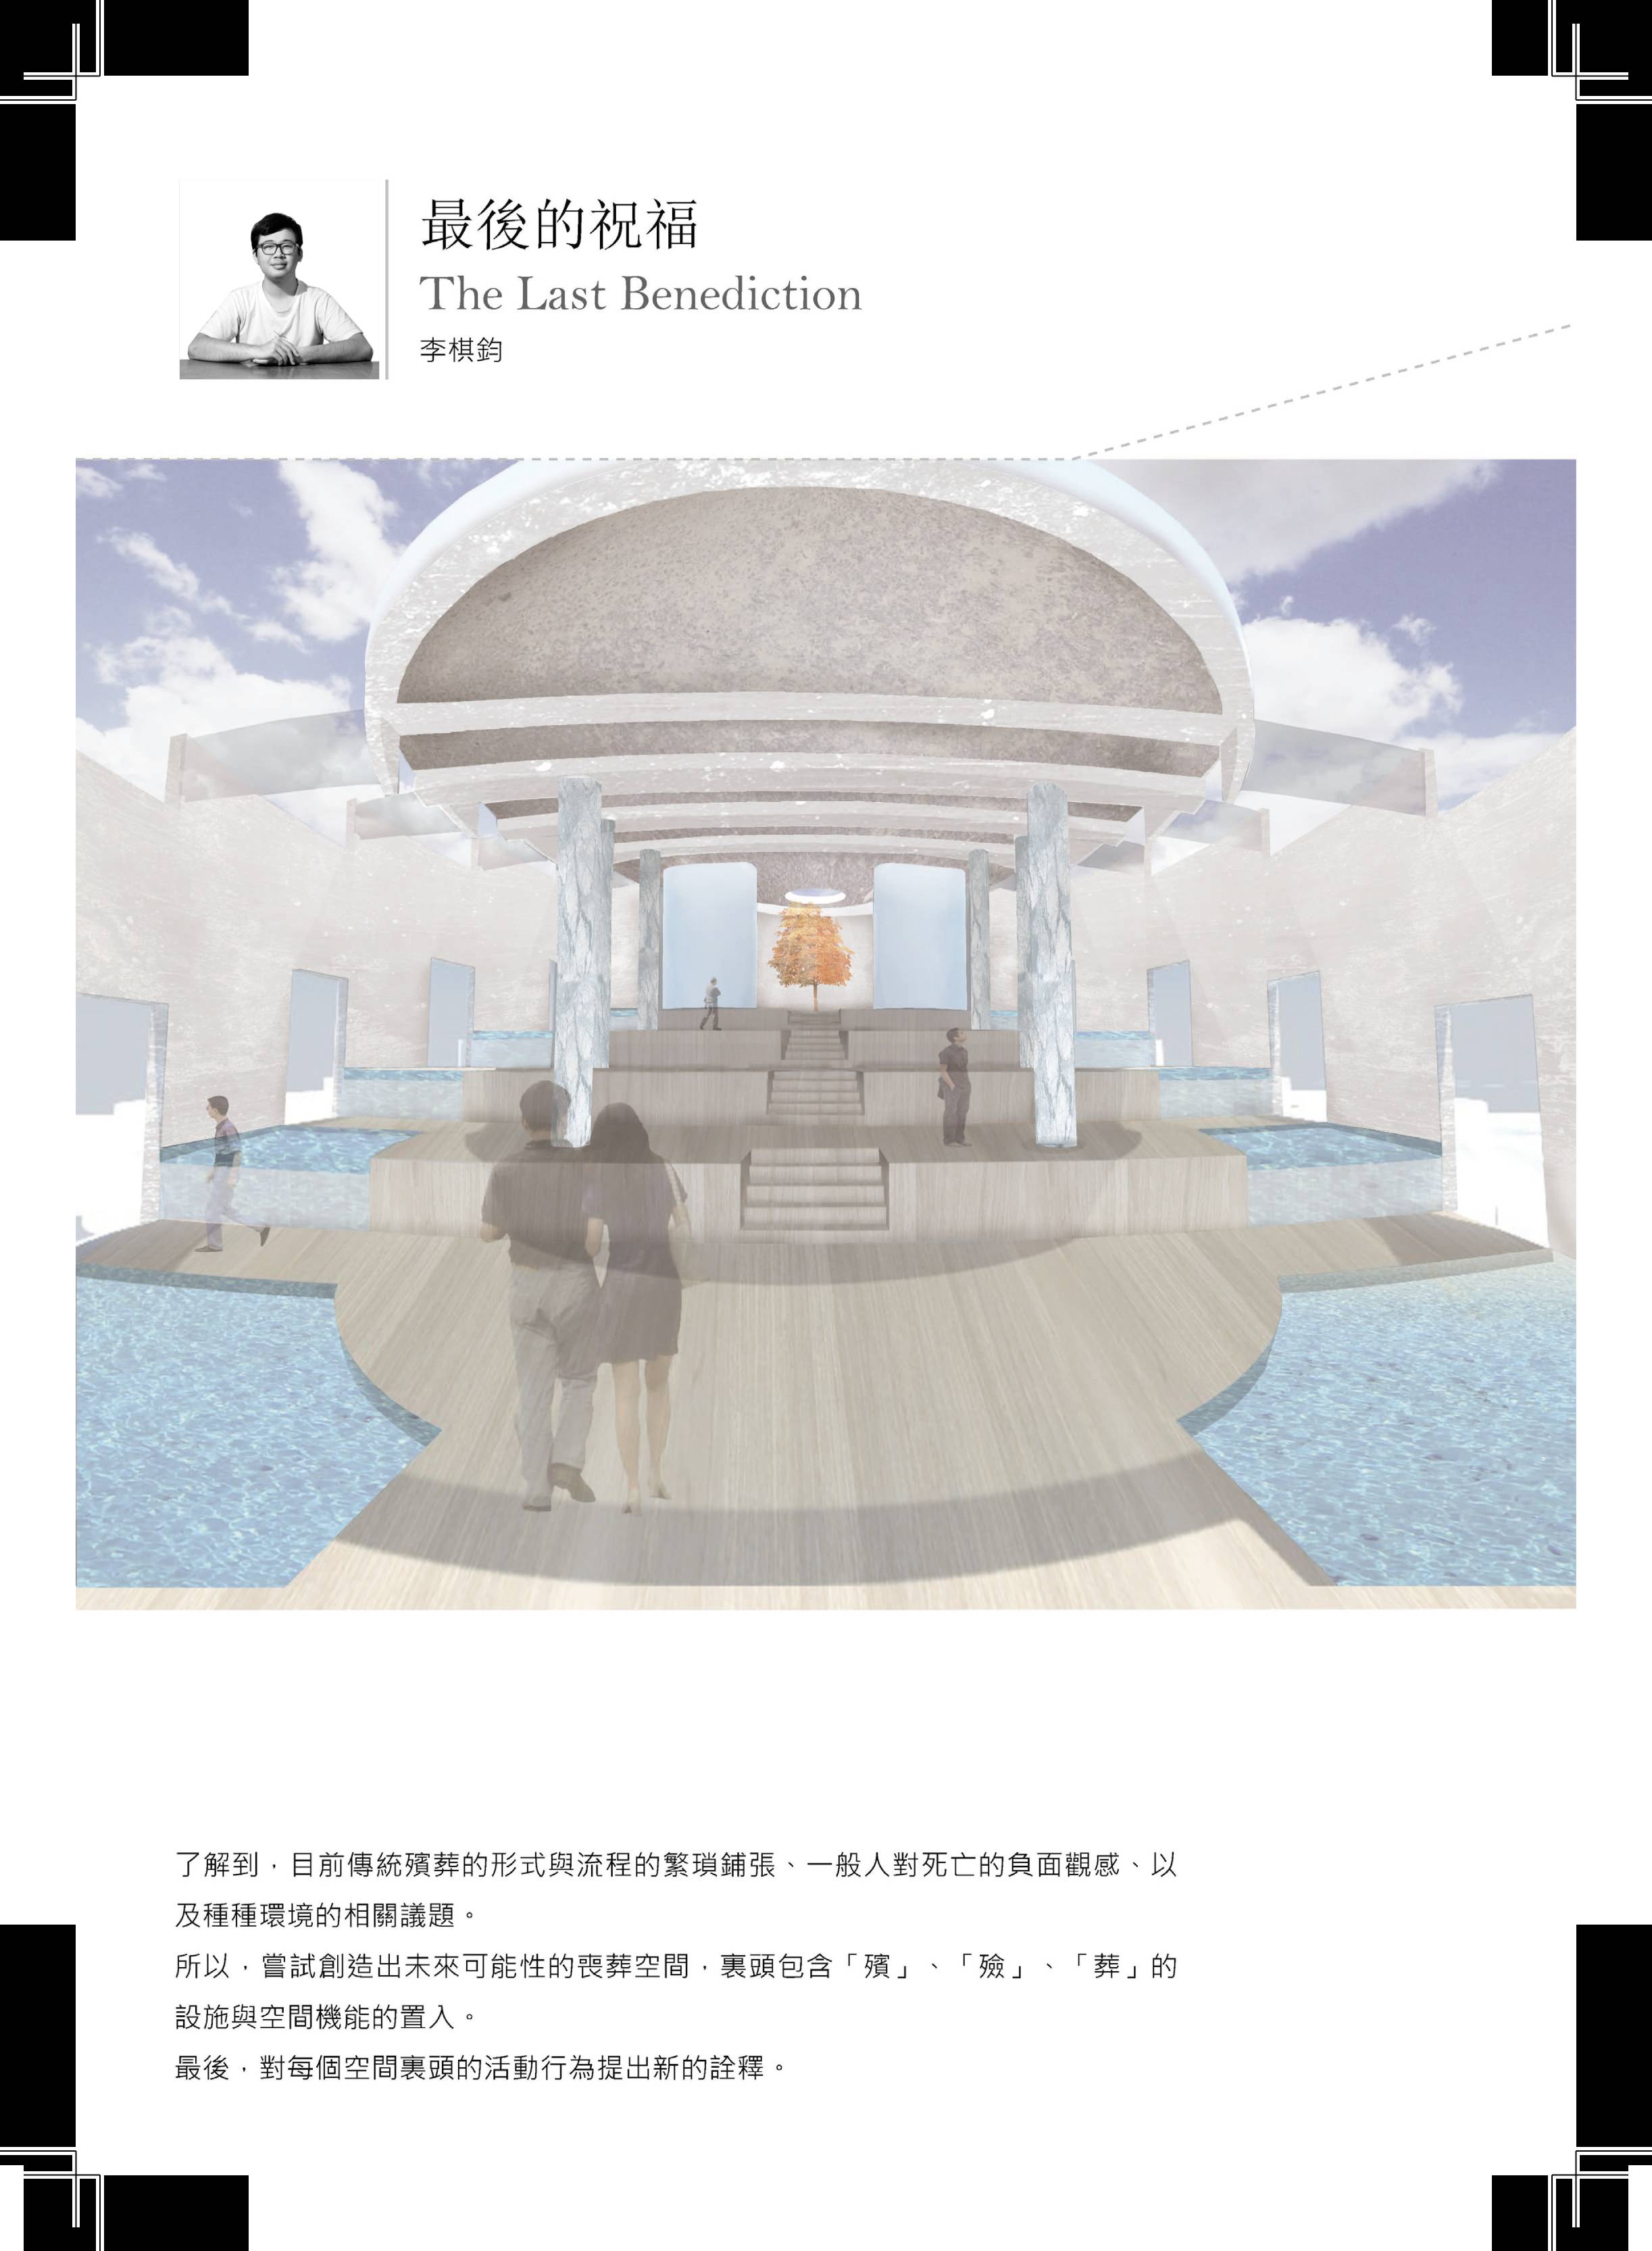 最後的祝福
The Last Benediction
李棋鈞
了解到，目前傳統殯葬的形式與流程的繁瑣鋪張、一般人對死亡的負面觀感、以
及種種環境的相關議題。
所以，嘗試創造出未來可能性的喪葬空間，裏頭包含「殯」、「殮」、「葬」的
設施與空間機能的置入。
最後，對每個空間裏頭的活動行為提出新的詮釋。